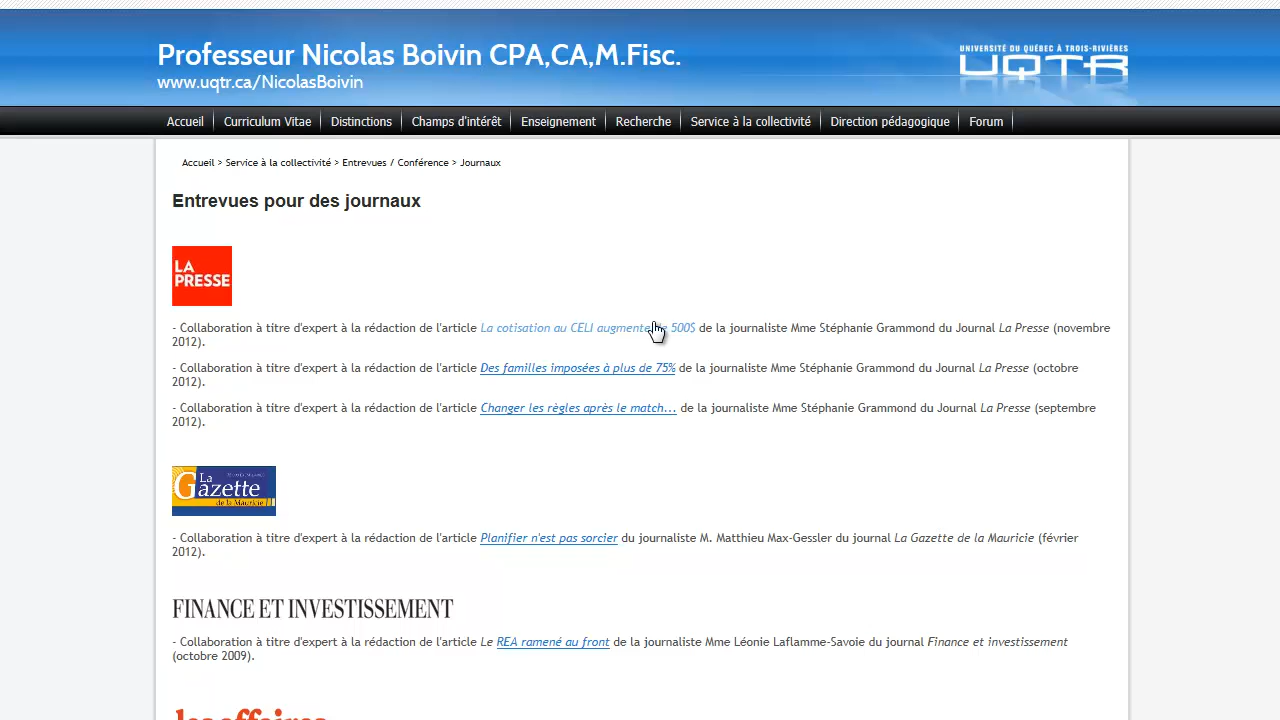 Professeur Nicolas Boivin CPA,CA,M.Fisc.
www.uqtr.ca/NicolasBoivin
UNIVERSITÉ DU QUÉBEC À TROIS-RIVIÈRES
UQTR
Accueil Curriculum Vitae Distinctions Champs d'intérêt Enseignement Recherche Service à la collectivité Direction pédagogique Forum
Accueil > Service à la collectivité > Entrevues / Conférence > Journaux
Entrevues pour des journaux
LA
PRESSE
- Collaboration à titre d'expert à la rédaction de l'article La cotisation au CELI augmente de 500$ de la journaliste Mme Stéphanie Grammond du Journal La Presse (novembre
2012).
- Collaboration à titre d'expert à la rédaction de l'article Des familles imposées à plus de 75% de la journaliste Mme Stéphanie Grammond du Journal La Presse (octobre
2012).
- Collaboration à titre d'expert à la rédaction de l'article Changer les règles après le match... de la journaliste Mme Stéphanie Grammond du Journal La Presse (septembre
2012).
La
Gazette
de la Mauricie
- Collaboration à titre d'expert à la rédaction de l'article Planifier n'est pas sorcier du journaliste M. Matthieu Max-Gessler du journal La Gazette de la Mauricie (février
2012).
FINANCE ET INVESTISSEMENT
- Collaboration à titre d'expert à la rédaction de l'article Le REA ramené au front de la journaliste Mme Léonie Laflamme-Savoie du journal Finance et investissement
(octobre 2009).
les affaires